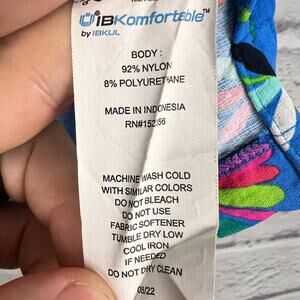 iBKomfortable™
by IBKUL
BODY :
92% NYLON
8% POLYURETHANE
MADE IN INDONESIA
RN#152356
MACHINE WASH COLD
WITH SIMILAR COLORS
DO NOT BLEACH
DO NOT USE
FABRIC SOFTENER
TUMBLE DRY LOW
COOL IRON
IF NEEDED
DO NOT DRY CLEAN
08/22